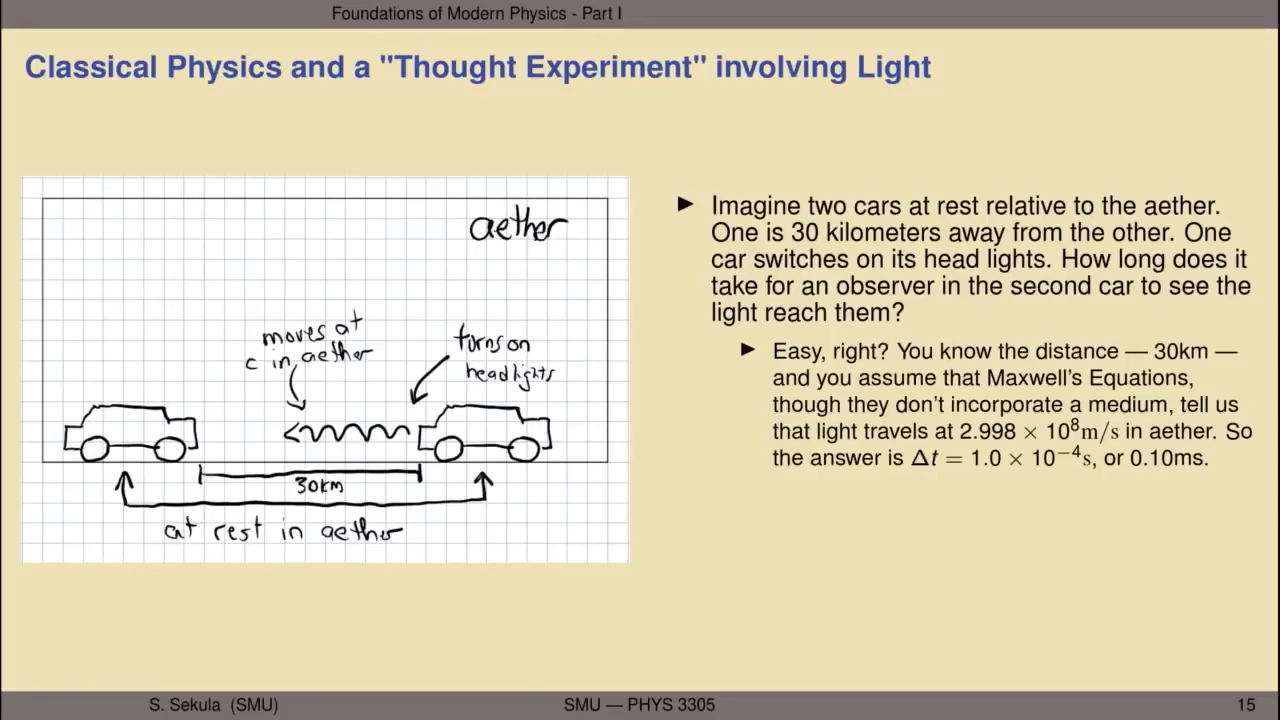 Foundations of Modern Physics - Part I
Classical Physics and a "Thought Experiment" involving Light
aether
moves at
c in aether
turns on
headlights
30km
at rest in aether
► Imagine two cars at rest relative to the aether.
One is 30 kilometers away from the other. One
car switches on its head lights. How long does it
take for an observer in the second car to see the
light reach them?
► Easy, right? You know the distance — 30km —
and you assume that Maxwell's Equations,
though they don't incorporate a medium, tell us
that light travels at 2.998 × 10⁸m/s in aether. So
the answer is Δt = 1.0 × 10⁻⁴s, or 0.10ms.
S. Sekula (SMU)
SMU — PHYS 3305
15